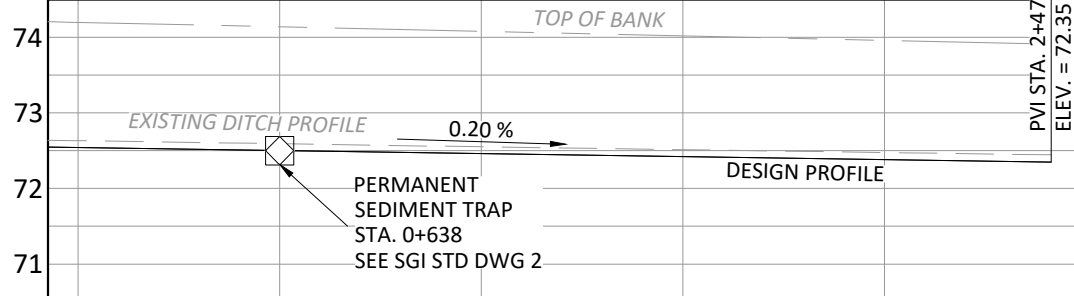 TOP OF BANK
74
PVI STA. 2+47
ELEV. = 72.35
73
EXISTING DITCH PROFILE
0.20 %
72
DESIGN PROFILE
PERMANENT
SEDIMENT TRAP
STA. 0+638
SEE SGI STD DWG 2
71